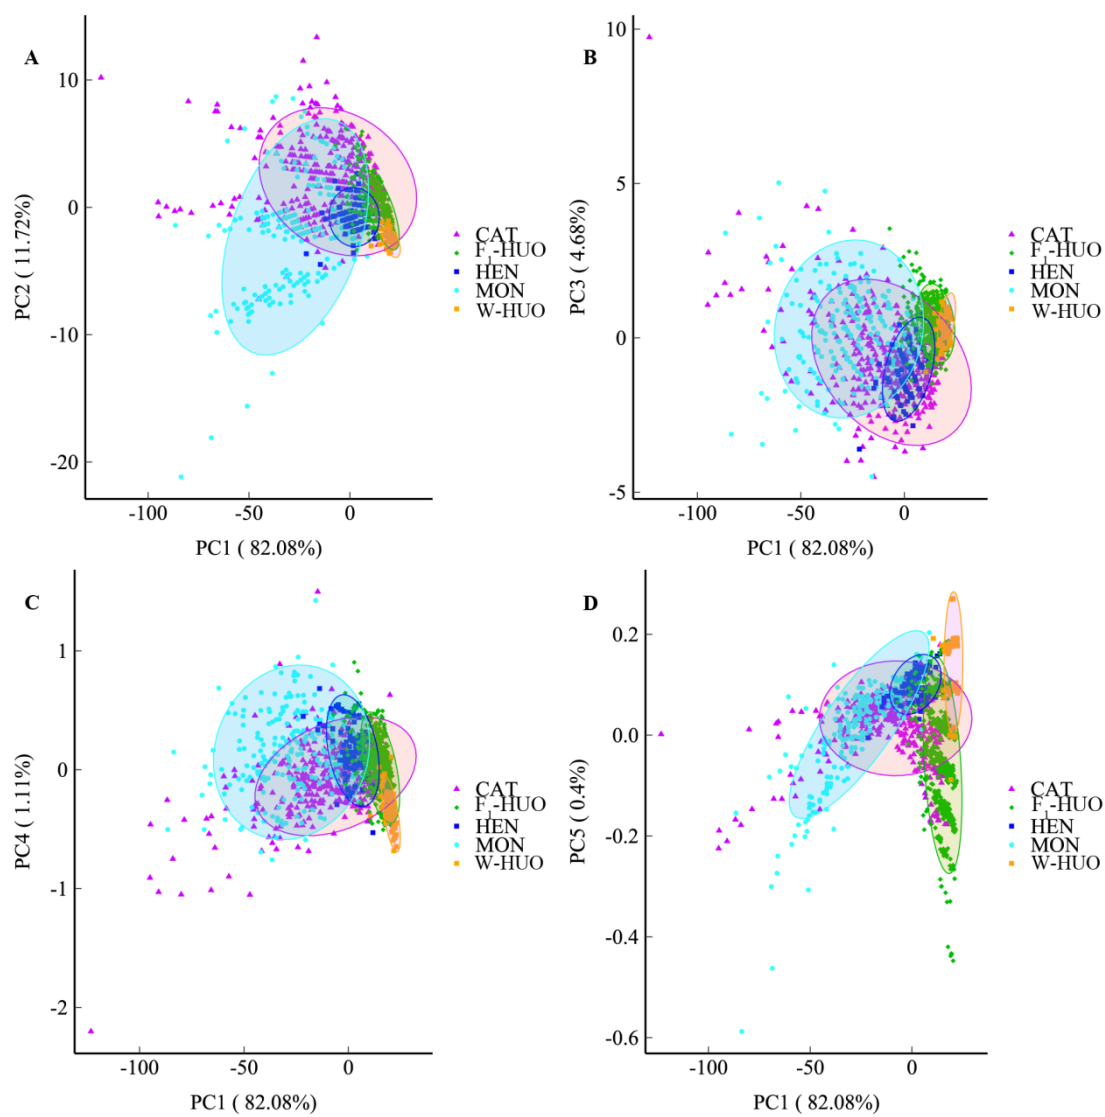 A
10
0
-10
-20
PC2 ( 11.72%)
-100
-50
0
PC1 ( 82.08%)
CAT
F₁-HUO
HEN
MON
W-HUO
B
10
5
0
-5
PC3 ( 4.68%)
-100
-50
0
PC1 ( 82.08%)
CAT
F₁-HUO
HEN
MON
W-HUO
C
1
0
-1
-2
PC4 ( 1.11%)
-100
-50
0
PC1 ( 82.08%)
CAT
F₁-HUO
HEN
MON
W-HUO
D
0.2
0.0
-0.2
-0.4
-0.6
PC5 ( 0.4%)
-100
-50
0
PC1 ( 82.08%)
CAT
F₁-HUO
HEN
MON
W-HUO